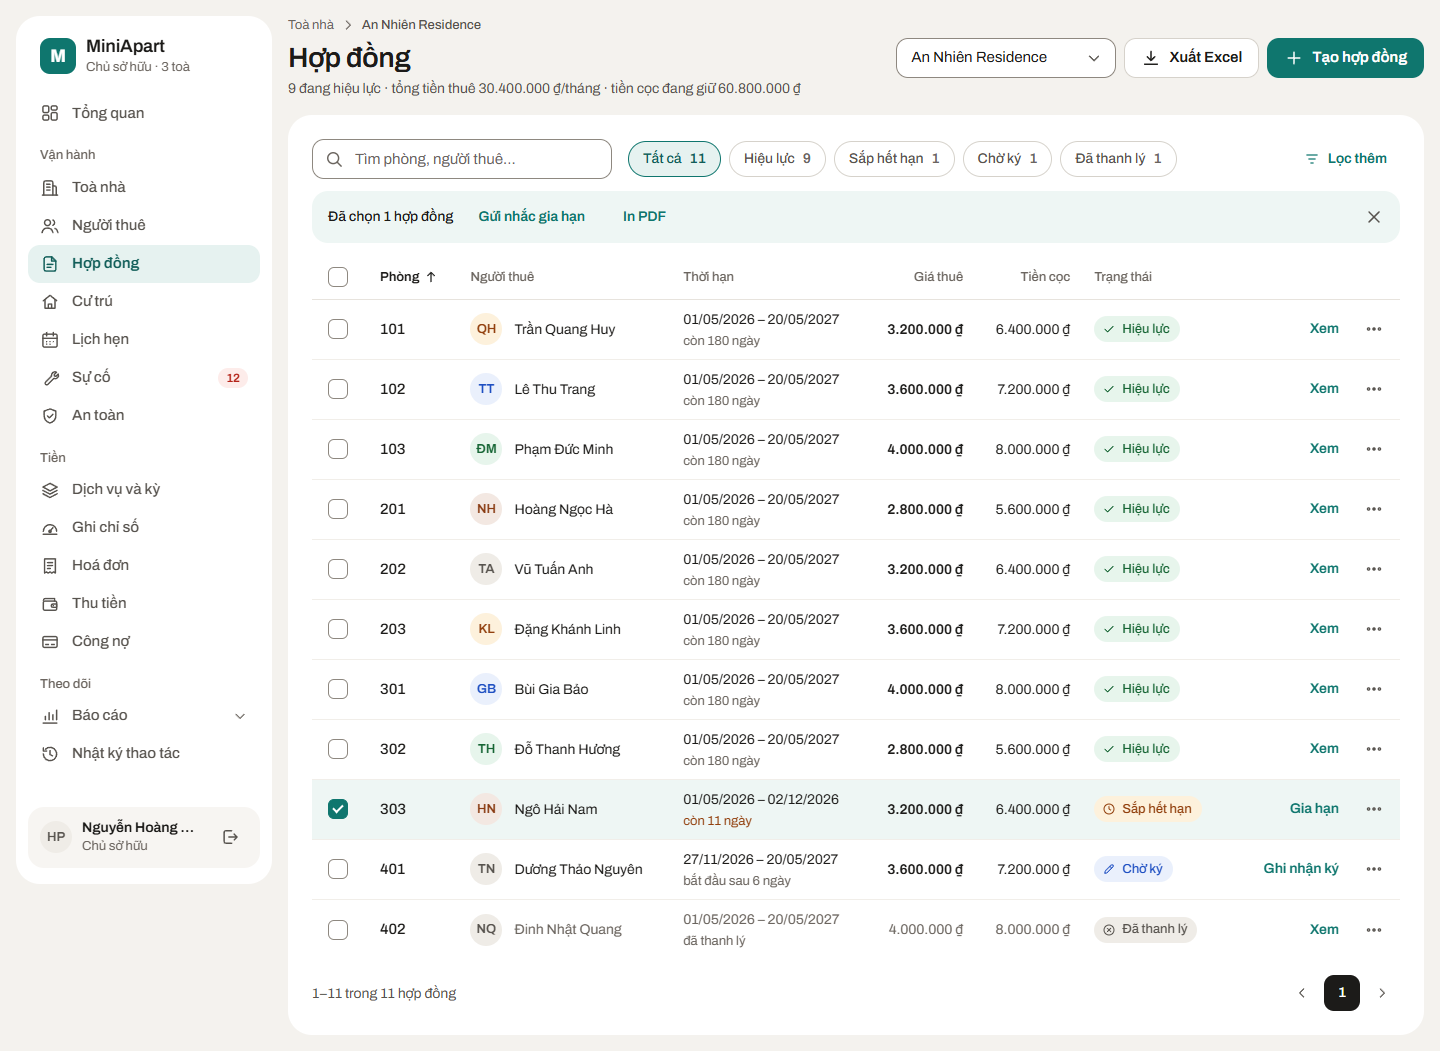 M
MiniApart
Chủ sở hữu · 3 toà
Tổng quan
Vận hành
Toà nhà
Người thuê
Hợp đồng
Cư trú
Lịch hẹn
Sự cố 12
An toàn
Tiền
Dịch vụ và kỳ
Ghi chỉ số
Hoá đơn
Thu tiền
Công nợ
Theo dõi
Báo cáo
Nhật ký thao tác
HP
Nguyễn Hoàng ...
Chủ sở hữu
Toà nhà > An Nhiên Residence
Hợp đồng
9 đang hiệu lực · tổng tiền thuê 30.400.000 ₫/tháng · tiền cọc đang giữ 60.800.000 ₫
An Nhiên Residence
Xuất Excel
Tạo hợp đồng
Tìm phòng, người thuê...
Tất cả 11
Hiệu lực 9
Sắp hết hạn 1
Chờ ký 1
Đã thanh lý 1
Lọc thêm
Đã chọn 1 hợp đồng Gửi nhắc gia hạn In PDF
Phòng ↑ Người thuê Thời hạn Giá thuê Tiền cọc Trạng thái
101 QH Trần Quang Huy 01/05/2026 – 20/05/2027 3.200.000 ₫ 6.400.000 ₫ Hiệu lực Xem
còn 180 ngày
102 TT Lê Thu Trang 01/05/2026 – 20/05/2027 3.600.000 ₫ 7.200.000 ₫ Hiệu lực Xem
còn 180 ngày
103 ĐM Phạm Đức Minh 01/05/2026 – 20/05/2027 4.000.000 ₫ 8.000.000 ₫ Hiệu lực Xem
còn 180 ngày
201 NH Hoàng Ngọc Hà 01/05/2026 – 20/05/2027 2.800.000 ₫ 5.600.000 ₫ Hiệu lực Xem
còn 180 ngày
202 TA Vũ Tuấn Anh 01/05/2026 – 20/05/2027 3.200.000 ₫ 6.400.000 ₫ Hiệu lực Xem
còn 180 ngày
203 KL Đặng Khánh Linh 01/05/2026 – 20/05/2027 3.600.000 ₫ 7.200.000 ₫ Hiệu lực Xem
còn 180 ngày
301 GB Bùi Gia Bảo 01/05/2026 – 20/05/2027 4.000.000 ₫ 8.000.000 ₫ Hiệu lực Xem
còn 180 ngày
302 TH Đỗ Thanh Hương 01/05/2026 – 20/05/2027 2.800.000 ₫ 5.600.000 ₫ Hiệu lực Xem
còn 180 ngày
303 HN Ngô Hải Nam 01/05/2026 – 02/12/2026 3.200.000 ₫ 6.400.000 ₫ Sắp hết hạn Gia hạn
còn 11 ngày
401 TN Dương Thảo Nguyên 27/11/2026 – 20/05/2027 3.600.000 ₫ 7.200.000 ₫ Chờ ký Ghi nhận ký
bắt đầu sau 6 ngày
402 NQ Đinh Nhật Quang 01/05/2026 – 20/05/2027 4.000.000 ₫ 8.000.000 ₫ Đã thanh lý Xem
đã thanh lý
1–11 trong 11 hợp đồng
1